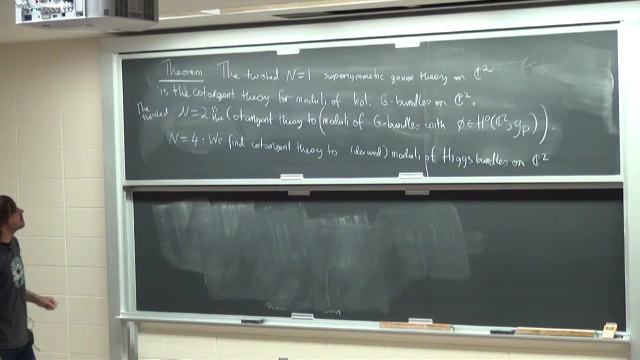 Theorem The twisted N=1 supersymmetric gauge theory on ℂ²
is the cotangent theory for moduli of hol. G-bundles on ℂ².
The twisted N=2 is the (cotangent theory to (moduli of G-bundles with φ ∈ H⁰(ℂ², g_P))).
N=4: We find cotangent theory to (derived) moduli of Higgs bundles on ℂ²